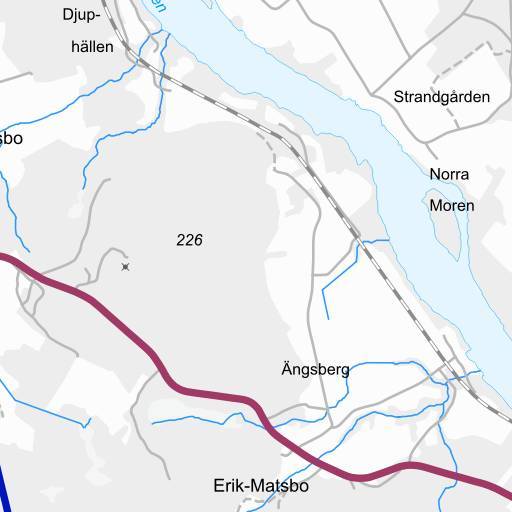 Djup-
hällen
Strandgården
sbo
Norra
Moren
226
Ängsberg
Erik-Matsbo